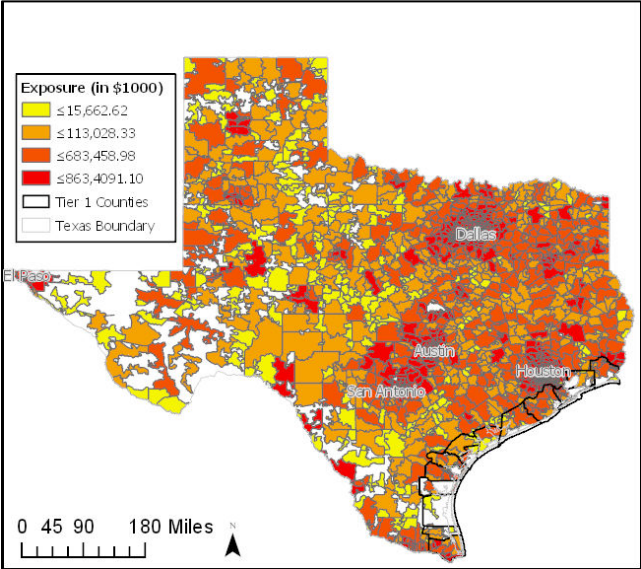 Exposure (in $1000)
≤15,662.62
≤113,028.33
≤683,458.98
≤863,4091.10
Tier 1 Counties
Texas Boundary
Dallas
El Paso
Austin
Houston
San Antonio
0 45 90 180 Miles
N